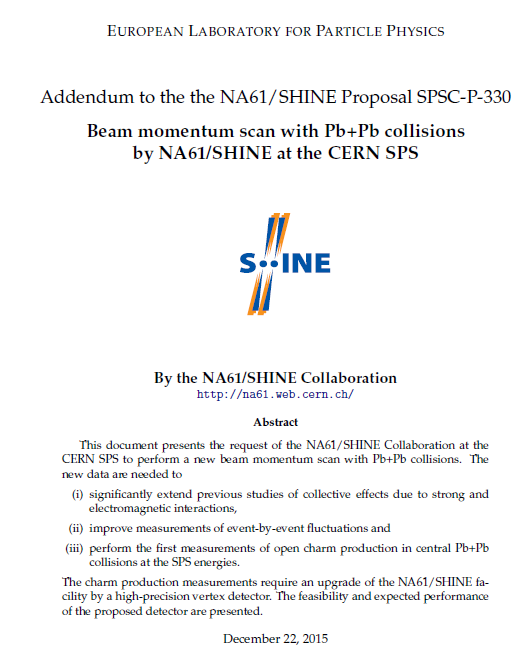 EUROPEAN LABORATORY FOR PARTICLE PHYSICS
Addendum to the the NA61/SHINE Proposal SPSC-P-330
Beam momentum scan with Pb+Pb collisions
by NA61/SHINE at the CERN SPS
S INE
By the NA61/SHINE Collaboration
http://na61.web.cern.ch/
Abstract
This document presents the request of the NA61/SHINE Collaboration at the
CERN SPS to perform a new beam momentum scan with Pb+Pb collisions. The
new data are needed to
(i) significantly extend previous studies of collective effects due to strong and
electromagnetic interactions,
(ii) improve measurements of event-by-event fluctuations and
(iii) perform the first measurements of open charm production in central Pb+Pb
collisions at the SPS energies.
The charm production measurements require an upgrade of the NA61/SHINE fa-
cility by a high-precision vertex detector. The feasibility and expected performance
of the proposed detector are presented.
December 22, 2015